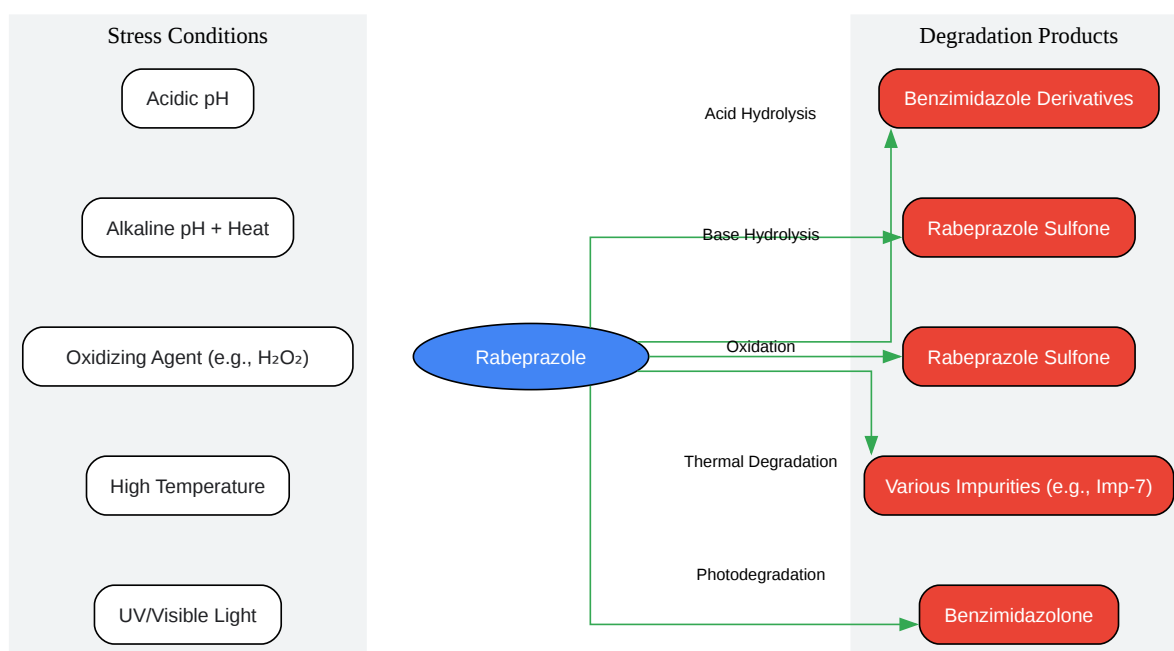 Stress Conditions
Acidic pH
Alkaline pH + Heat
Oxidizing Agent (e.g., H₂O₂)
High Temperature
UV/Visible Light
Rabeprazole
Acid Hydrolysis
Base Hydrolysis
Oxidation
Thermal Degradation
Photodegradation
Degradation Products
Benzimidazole Derivatives
Rabeprazole Sulfone
Rabeprazole Sulfone
Various Impurities (e.g., Imp-7)
Benzimidazolone